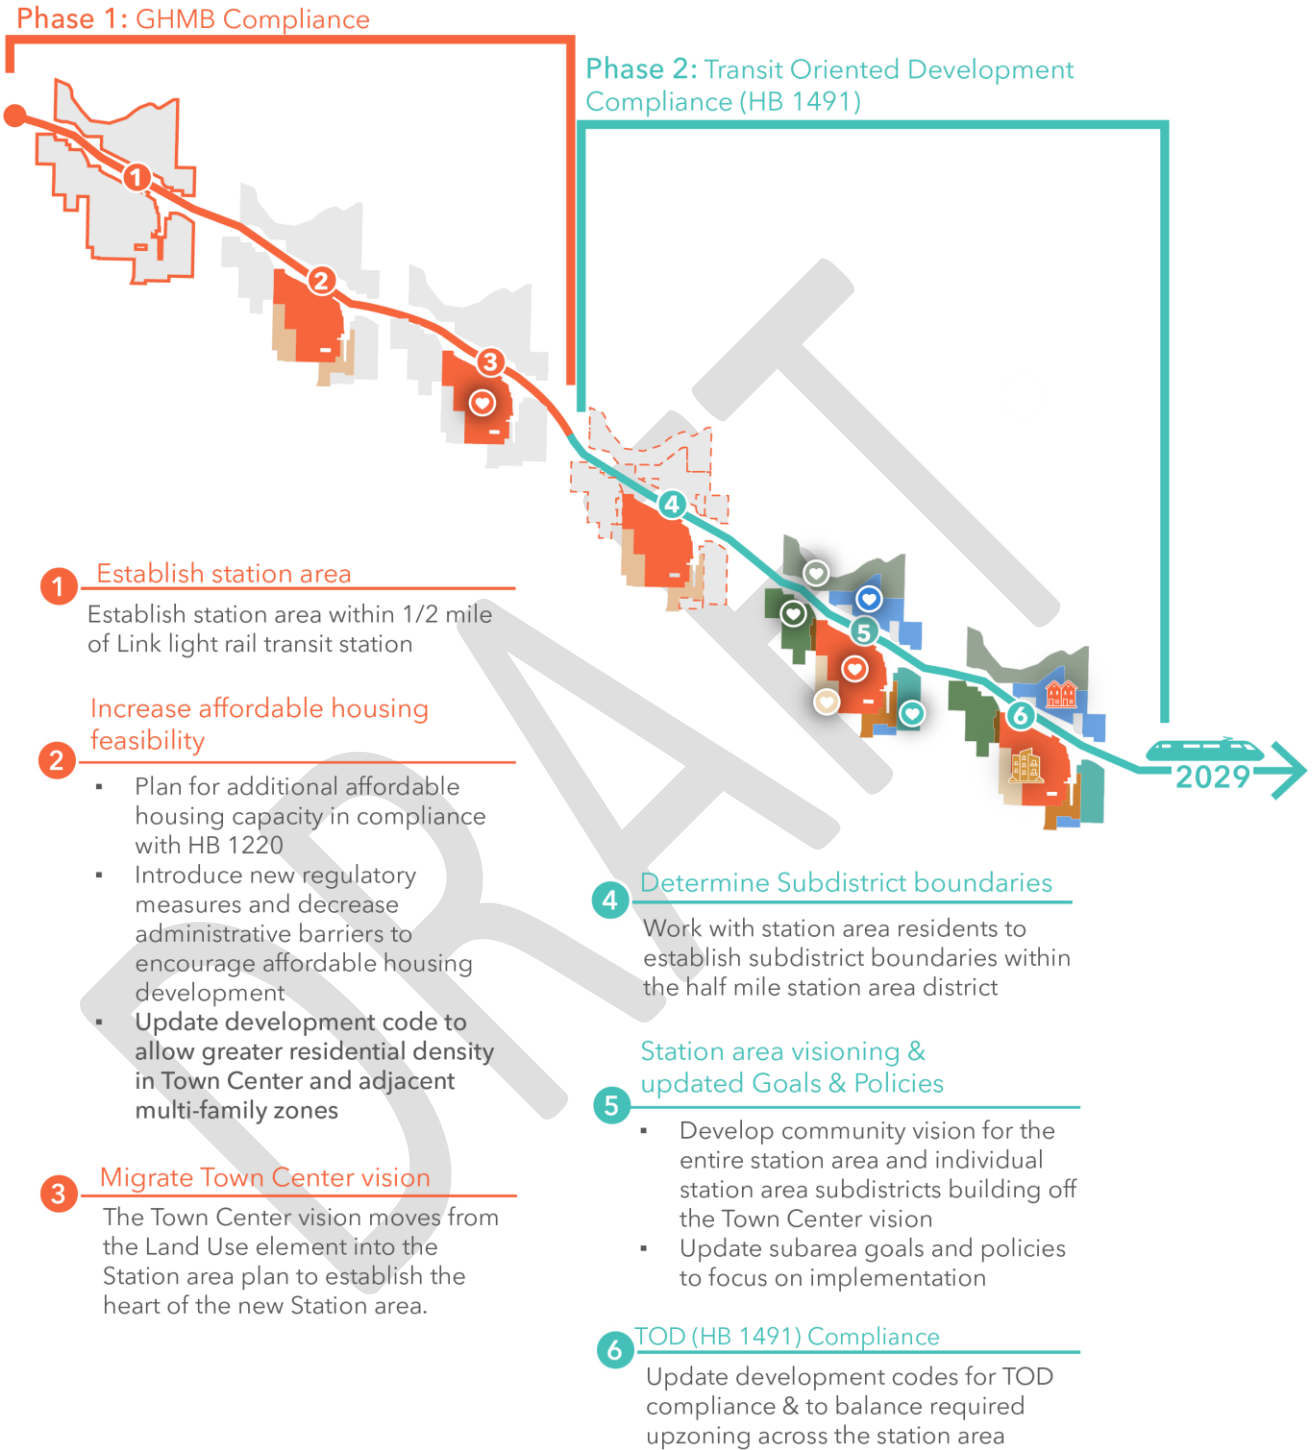 Phase 1: GHMB Compliance
Phase 2: Transit Oriented Development
Compliance (HB 1491)
1
2
3
4
5
6
2029
DRAFT
1
Establish station area
Establish station area within 1/2 mile
of Link light rail transit station
2
Increase affordable housing
feasibility
▪ Plan for additional affordable
housing capacity in compliance
with HB 1220
▪ Introduce new regulatory
measures and decrease
administrative barriers to
encourage affordable housing
development
▪ Update development code to
allow greater residential density
in Town Center and adjacent
multi-family zones
3
Migrate Town Center vision
The Town Center vision moves from
the Land Use element into the
Station area plan to establish the
heart of the new Station area.
4
Determine Subdistrict boundaries
Work with station area residents to
establish subdistrict boundaries within
the half mile station area district
5
Station area visioning &
updated Goals & Policies
▪ Develop community vision for the
entire station area and individual
station area subdistricts building off
the Town Center vision
▪ Update subarea goals and policies
to focus on implementation
6
TOD (HB 1491) Compliance
Update development codes for TOD
compliance & to balance required
upzoning across the station area